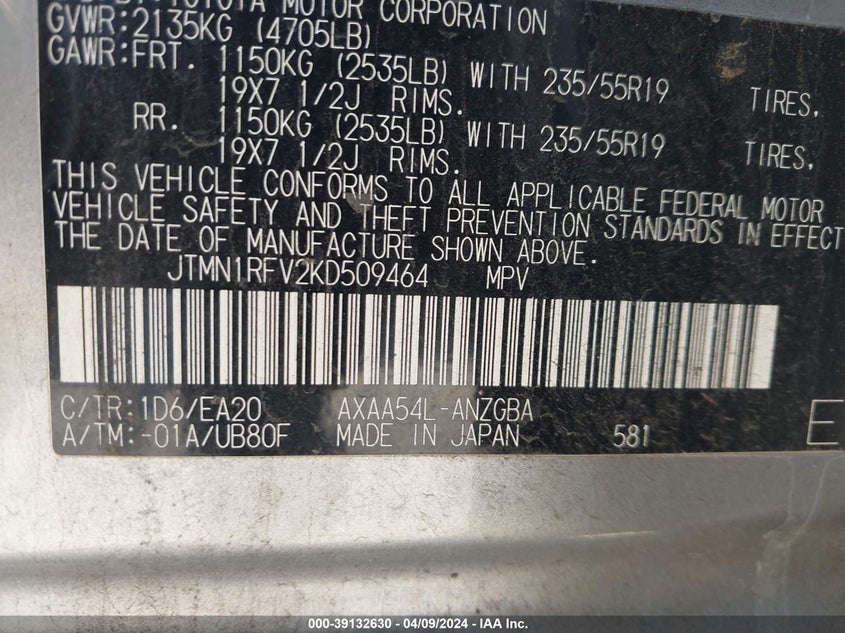 TOYOTA MOTOR CORPORATION
GVWR:2135KG (4705LB)
GAWR:FRT. 1150KG (2535LB) WITH 235/55R19 TIRES,
19X7 1/2J RIMS.
RR. 1150KG (2535LB) WITH 235/55R19 TIRES,
19X7 1/2J RIMS.
THIS VEHICLE CONFORMS TO ALL APPLICABLE FEDERAL MOTOR
VEHICLE SAFETY AND THEFT PREVENTION STANDARDS IN EFFECT
THE DATE OF MANUFACTURE SHOWN ABOVE.
JTMN1RFV2KD509464 MPV
C/TR:1D6/EA20 AXAA54L-ANZGBA
A/TM:-01A/UB80F MADE IN JAPAN 581 E
000-39132630 - 04/09/2024 - IAA Inc.